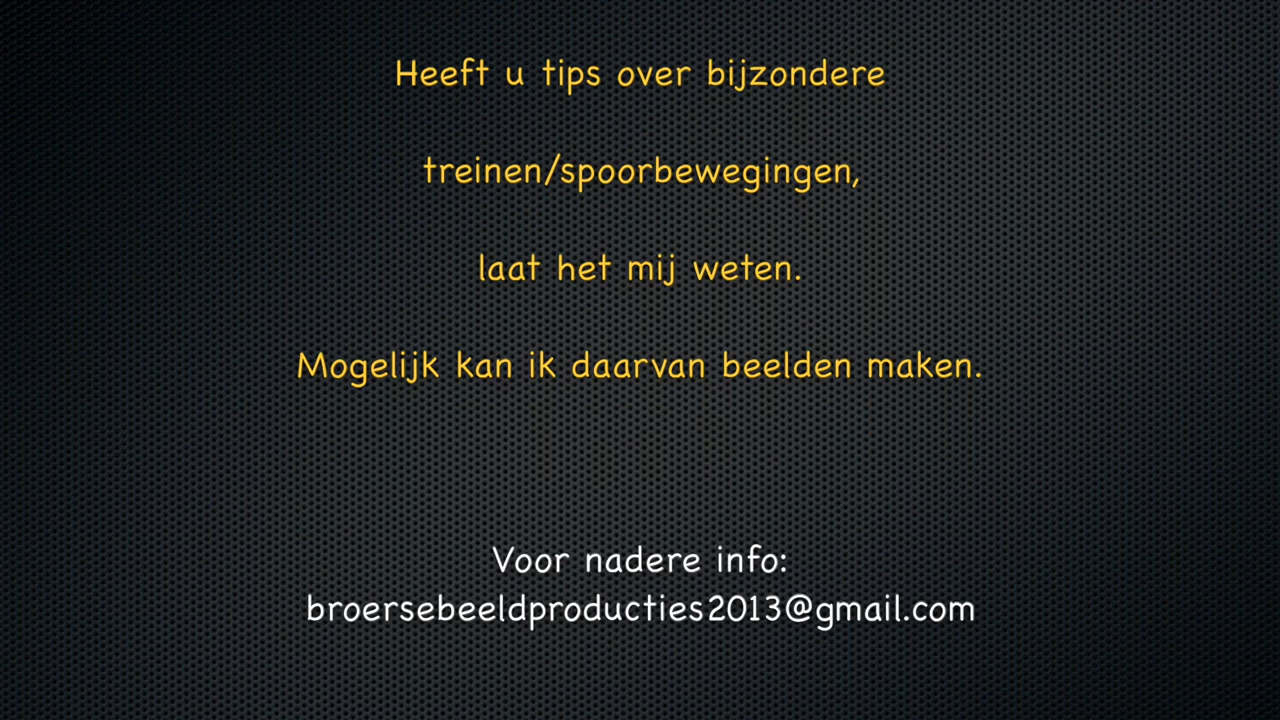 Heeft u tips over bijzondere
treinen/spoorbewegingen,
laat het mij weten.
Mogelijk kan ik daarvan beelden maken.
Voor nadere info:
broersebeeldproducties2013@gmail.com